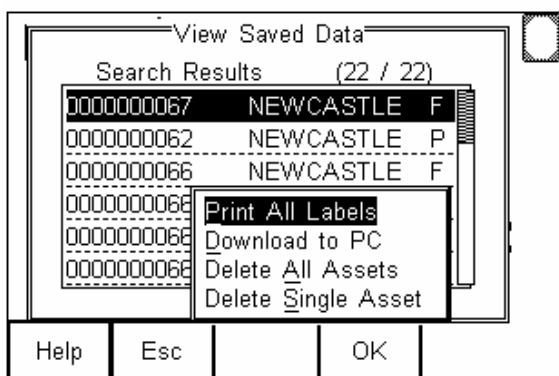 View Saved Data
Search Results (22 / 22)
0000000067 NEWCASTLE F
0000000062 NEWCASTLE P
0000000066 NEWCASTLE F
Print All Labels
Download to PC
Delete All Assets
Delete Single Asset
Help Esc OK